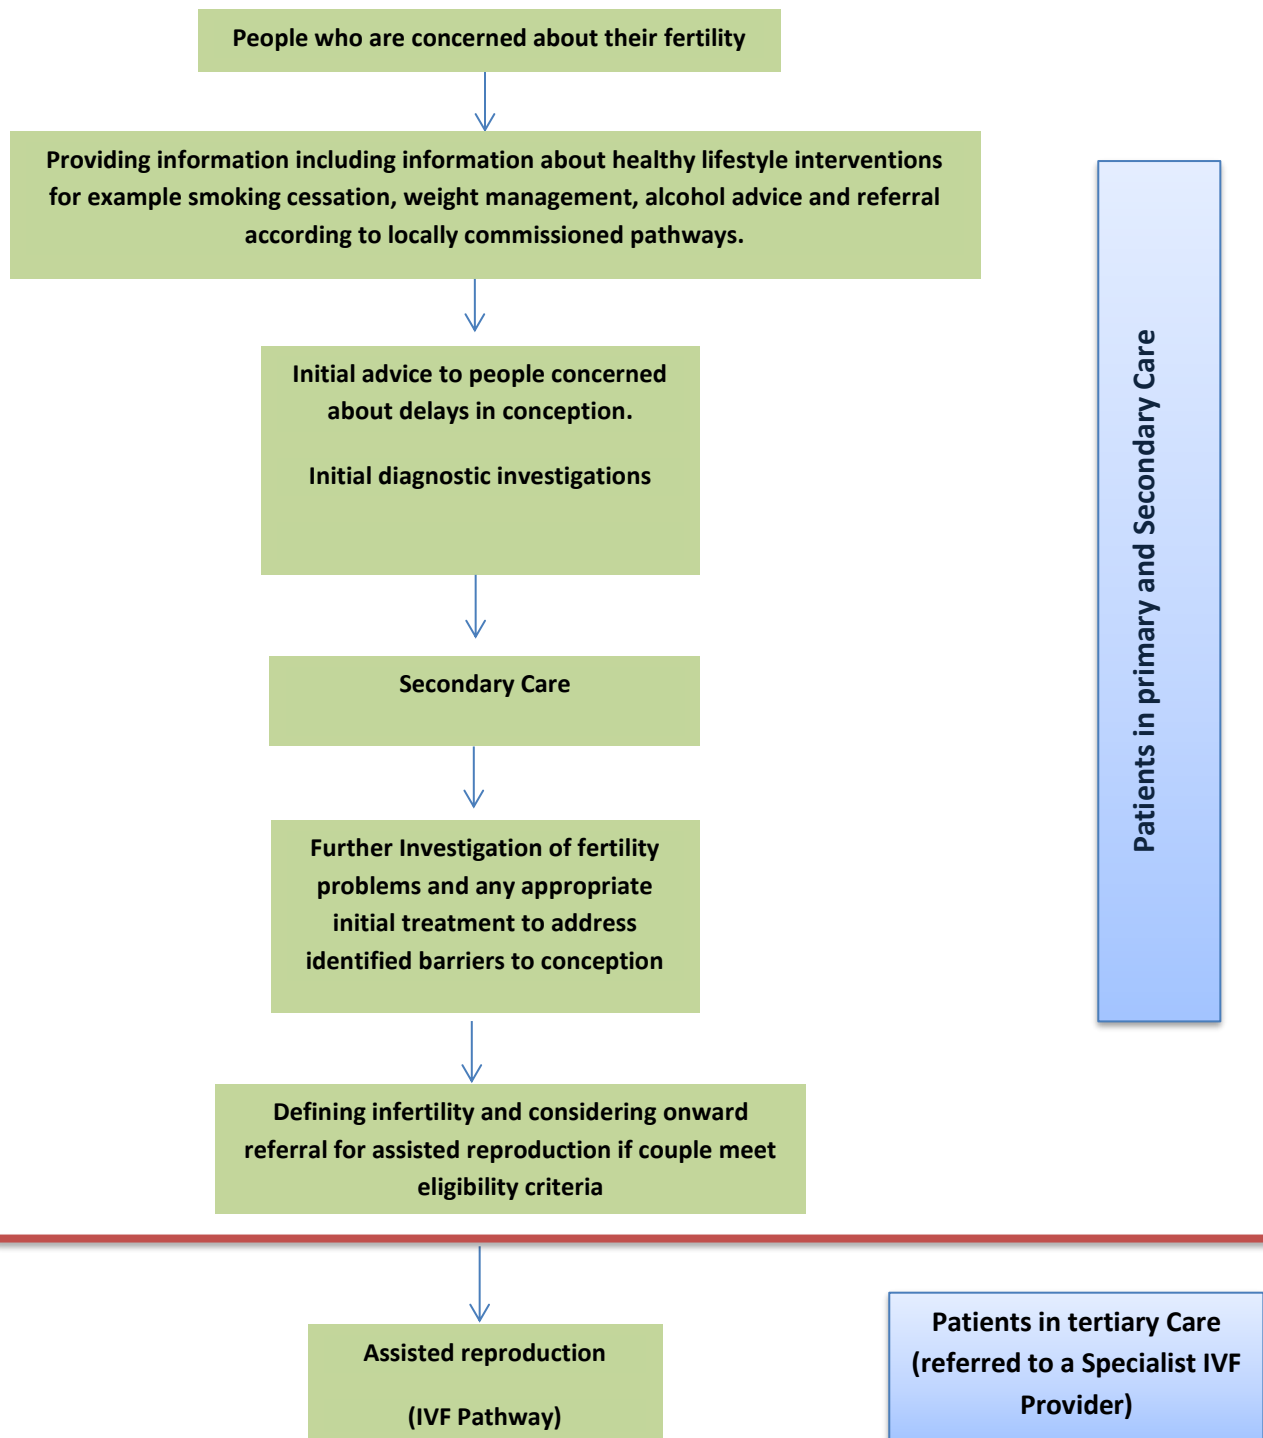 People who are concerned about their fertility
Providing information including information about healthy lifestyle interventions
for example smoking cessation, weight management, alcohol advice and referral
according to locally commissioned pathways.
Initial advice to people concerned
about delays in conception.
Initial diagnostic investigations
Secondary Care
Further Investigation of fertility
problems and any appropriate
initial treatment to address
identified barriers to conception
Defining infertility and considering onward
referral for assisted reproduction if couple meet
eligibility criteria
Patients in primary and Secondary Care
Assisted reproduction
(IVF Pathway)
Patients in tertiary Care
(referred to a Specialist IVF
Provider)